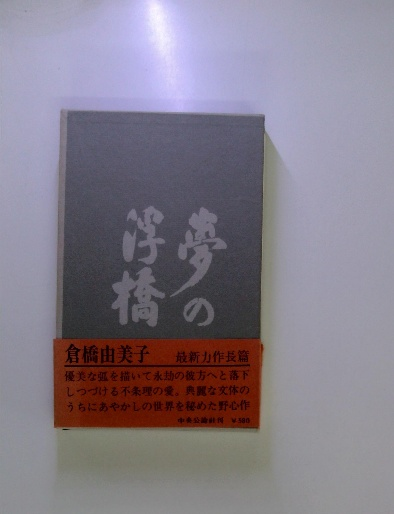 夢の
浮橋
倉橋由美子 最新力作長篇
優美な弧を描いて永劫の彼方へと落下
しつづける不条理の愛。典麗な文体の
うちにあやかしの世界を秘めた野心作
中央公論社刊